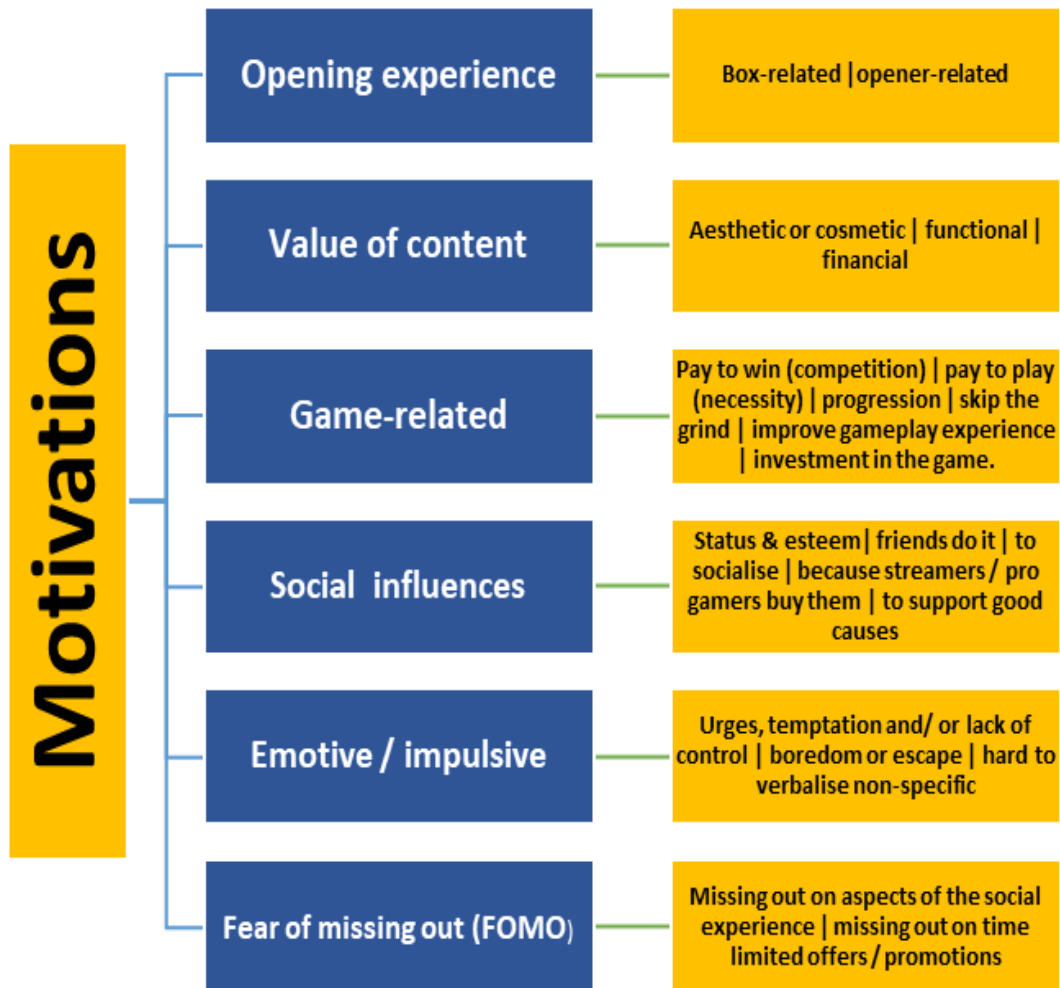 Motivations
Opening experience
Box-related |opener-related
Value of content
Aesthetic or cosmetic | functional |
financial
Game-related
Pay to win (competition) | pay to play
(necessity) | progression | skip the
grind | improve gameplay experience
| investment in the game.
Social influences
Status & esteem| friends do it | to
socialise | because streamers / pro
gamers buy them | to support good
causes
Emotive / impulsive
Urges, temptation and/ or lack of
control | boredom or escape | hard to
verbalise non-specific
Fear of missing out (FOMO)
Missing out on aspects of the social
experience | missing out on time
limited offers / promotions